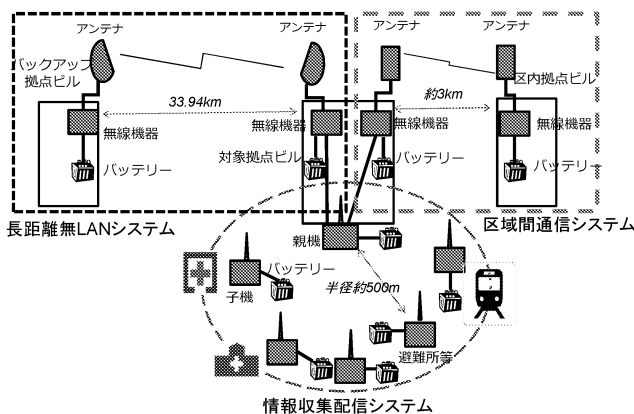 アンテナ
アンテナ
アンテナ
アンテナ
バックアップ
拠点ビル
区内拠点ビル
33.94km
約3km
無線機器
無線機器
無線機器
無線機器
対象拠点ビル
バッテリー
バッテリー
バッテリー
長距離無LANシステム
区域間通信システム
親機
バッテリー
子機
半径約500m
避難所等
情報収集配信システム